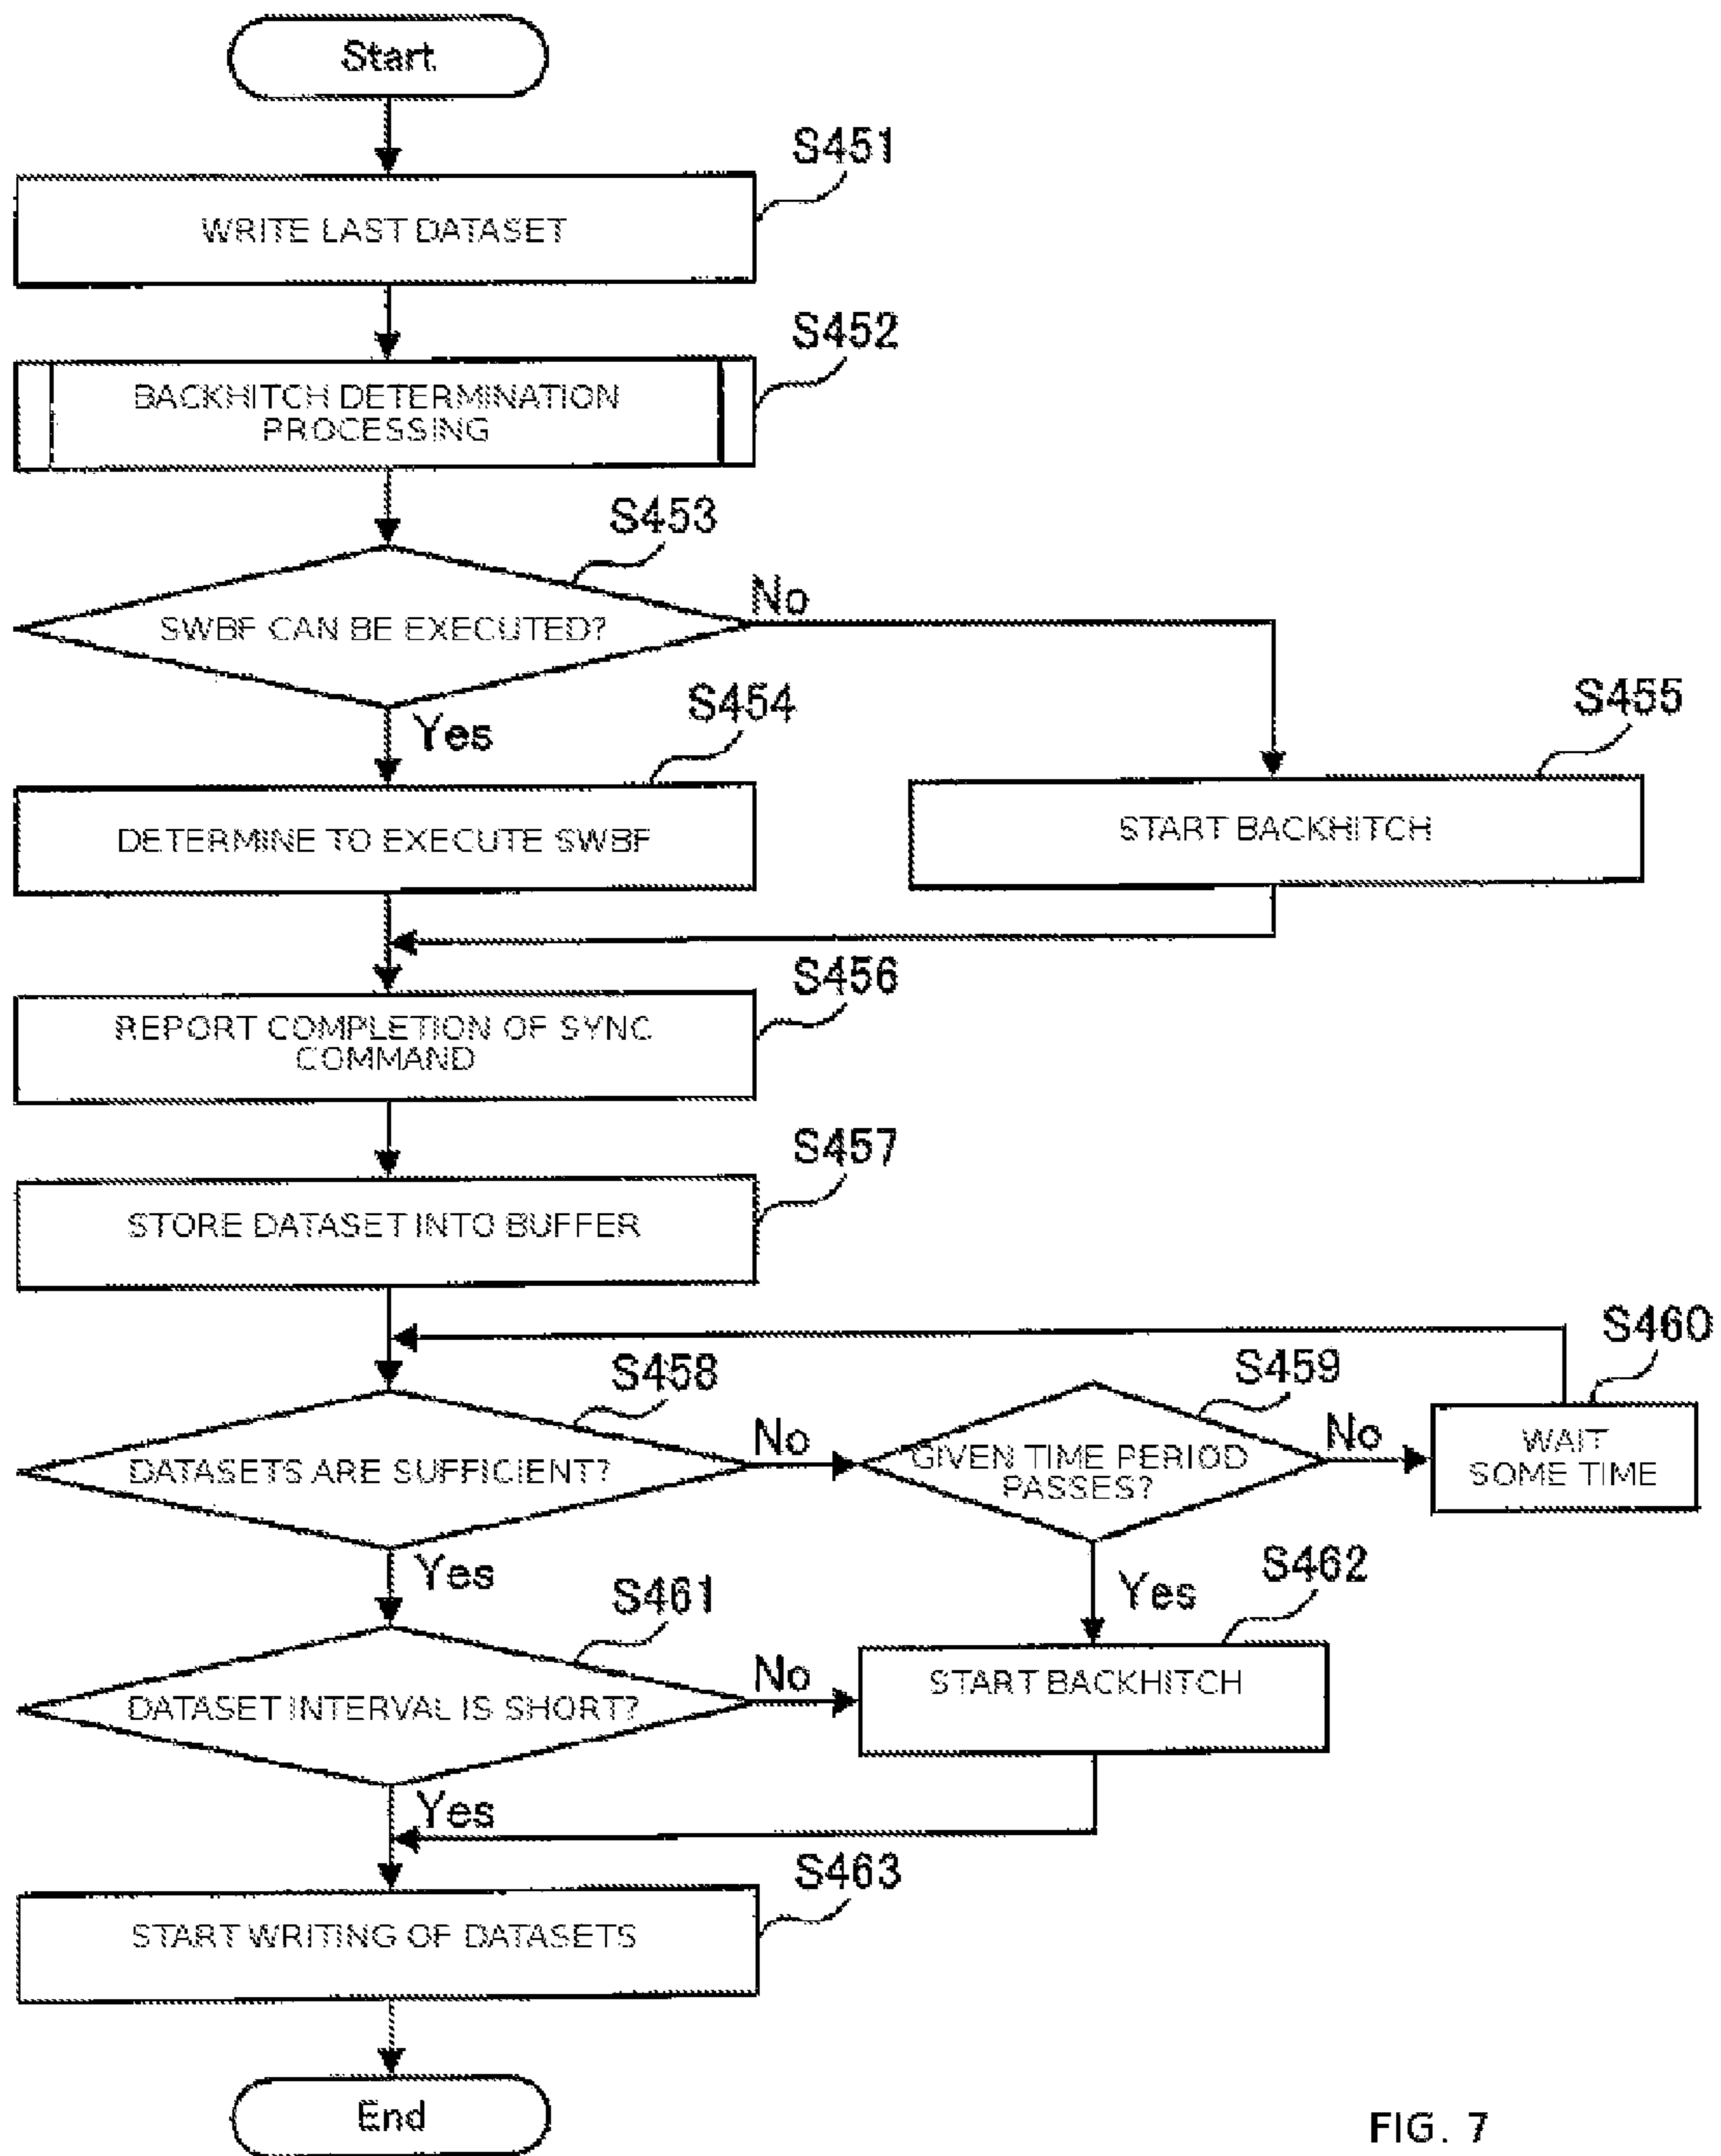 Start
S451
WRITE LAST DATASET
S452
BACKHITCH DETERMINATION
PROCESSING
S453
SWBF CAN BE EXECUTED?
No
Yes
S454
DETERMINE TO EXECUTE SWBF
S455
START BACKHITCH
S456
REPORT COMPLETION OF SYNC
COMMAND
S457
STORE DATASET INTO BUFFER
S458
DATASETS ARE SUFFICIENT?
No
S459
GIVEN TIME PERIOD
PASSES?
No
S460
WAIT
SOME TIME
Yes
S461
DATASET INTERVAL IS SHORT?
No
Yes
S462
START BACKHITCH
Yes
S463
START WRITING OF DATASETS
End
FIG. 7